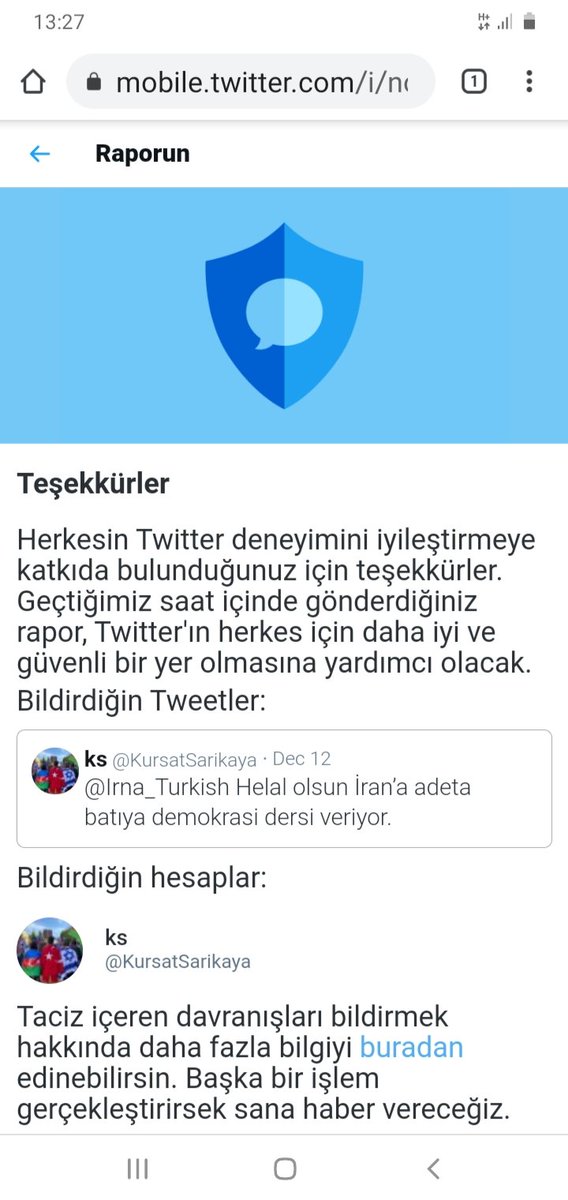 13:27
mobile.twitter.com/i/no
1
Raporun
Teşekkürler
Herkesin Twitter deneyimini iyileştirmeye
katkıda bulunduğunuz için teşekkürler.
Geçtiğimiz saat içinde gönderdiğiniz
rapor, Twitter'ın herkes için daha iyi ve
güvenli bir yer olmasına yardımcı olacak.
Bildirdiğin Tweetler:
ks @KursatSarikaya · Dec 12
@Irna_Turkish Helal olsun İran’a adeta
batıya demokrasi dersi veriyor.
Bildirdiğin hesaplar:
ks
@KursatSarikaya
Taciz içeren davranışları bildirmek
hakkında daha fazla bilgiyi buradan
edinebilirsin. Başka bir işlem
gerçekleştirirsek sana haber vereceğiz.